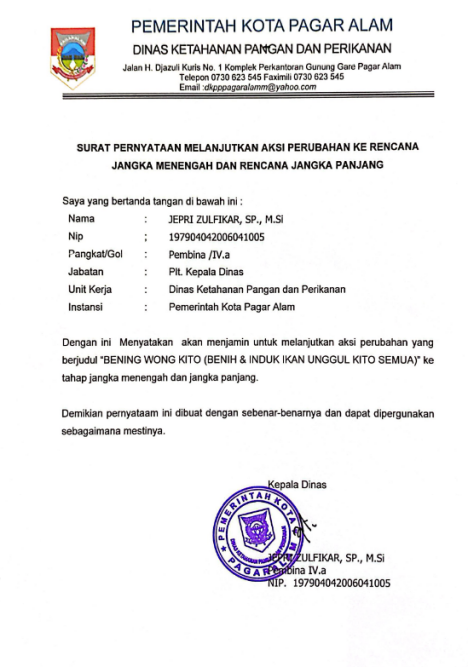 PEMERINTAH KOTA PAGAR ALAM
DINAS KETAHANAN PANGAN DAN PERIKANAN
Jalan H. Djazuli Kuris No. 1 Komplek Perkantoran Gunung Gare Pagar Alam
Telepon 0730 623 545 Faximili 0730 623 545
Email :dkpppagaralamm@yahoo.com
SURAT PERNYATAAN MELANJUTKAN AKSI PERUBAHAN KE RENCANA
JANGKA MENENGAH DAN RENCANA JANGKA PANJANG
Saya yang bertanda tangan di bawah ini :
Nama : JEPRI ZULFIKAR, SP., M.Si
Nip ; 197904042006041005
Pangkat/Gol : Pembina /IV.a
Jabatan : Plt. Kepala Dinas
Unit Kerja : Dinas Ketahanan Pangan dan Perikanan
Instansi : Pemerintah Kota Pagar Alam
Dengan ini Menyatakan akan menjamin untuk melanjutkan aksi perubahan yang
berjudul "BENING WONG KITO (BENIH & INDUK IKAN UNGGUL KITO SEMUA)" ke
tahap jangka menengah dan jangka panjang.
Demikian pernyataam ini dibuat dengan sebenar-benarnya dan dapat dipergunakan
sebagaimana mestinya.
Kepala Dinas
PEMERINTAH KOTA
DINAS KETAHANAN PANGAN DAN PERIKANAN
PAGAR ALAM
JEPRI ZULFIKAR, SP., M.Si
Pembina IV.a
NIP. 197904042006041005